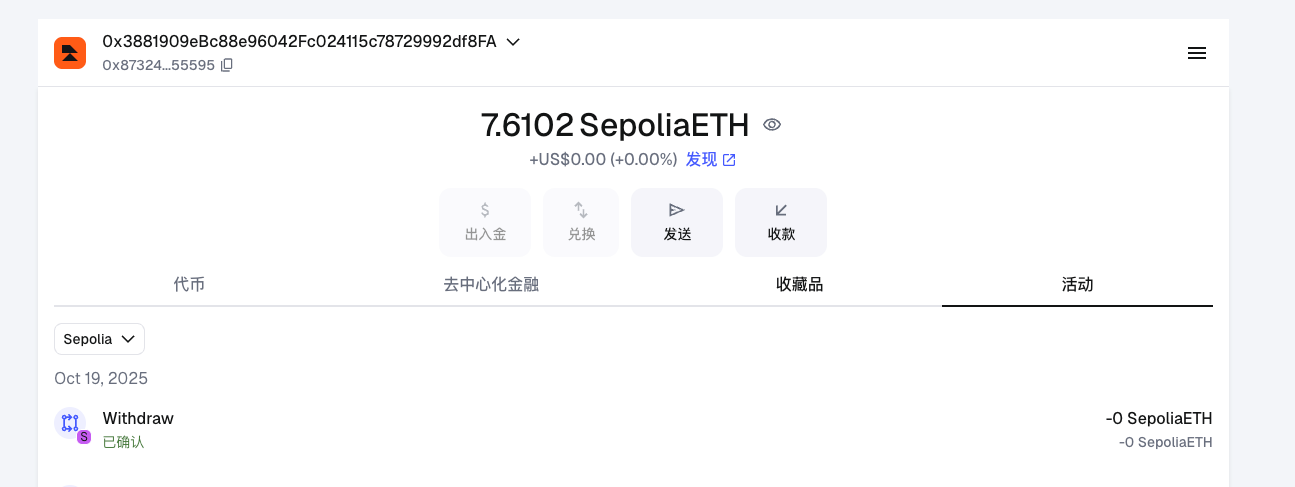 0x3881909eBc88e96042Fc024115c78729992df8FA
0x87324...55595
7.6102 SepoliaETH
+US$0.00 (+0.00%) 发现
出入金 兑换 发送 收款
代币 去中心化金融 收藏品 活动
Sepolia
Oct 19, 2025
Withdraw -0 SepoliaETH
S
已确认 -0 SepoliaETH